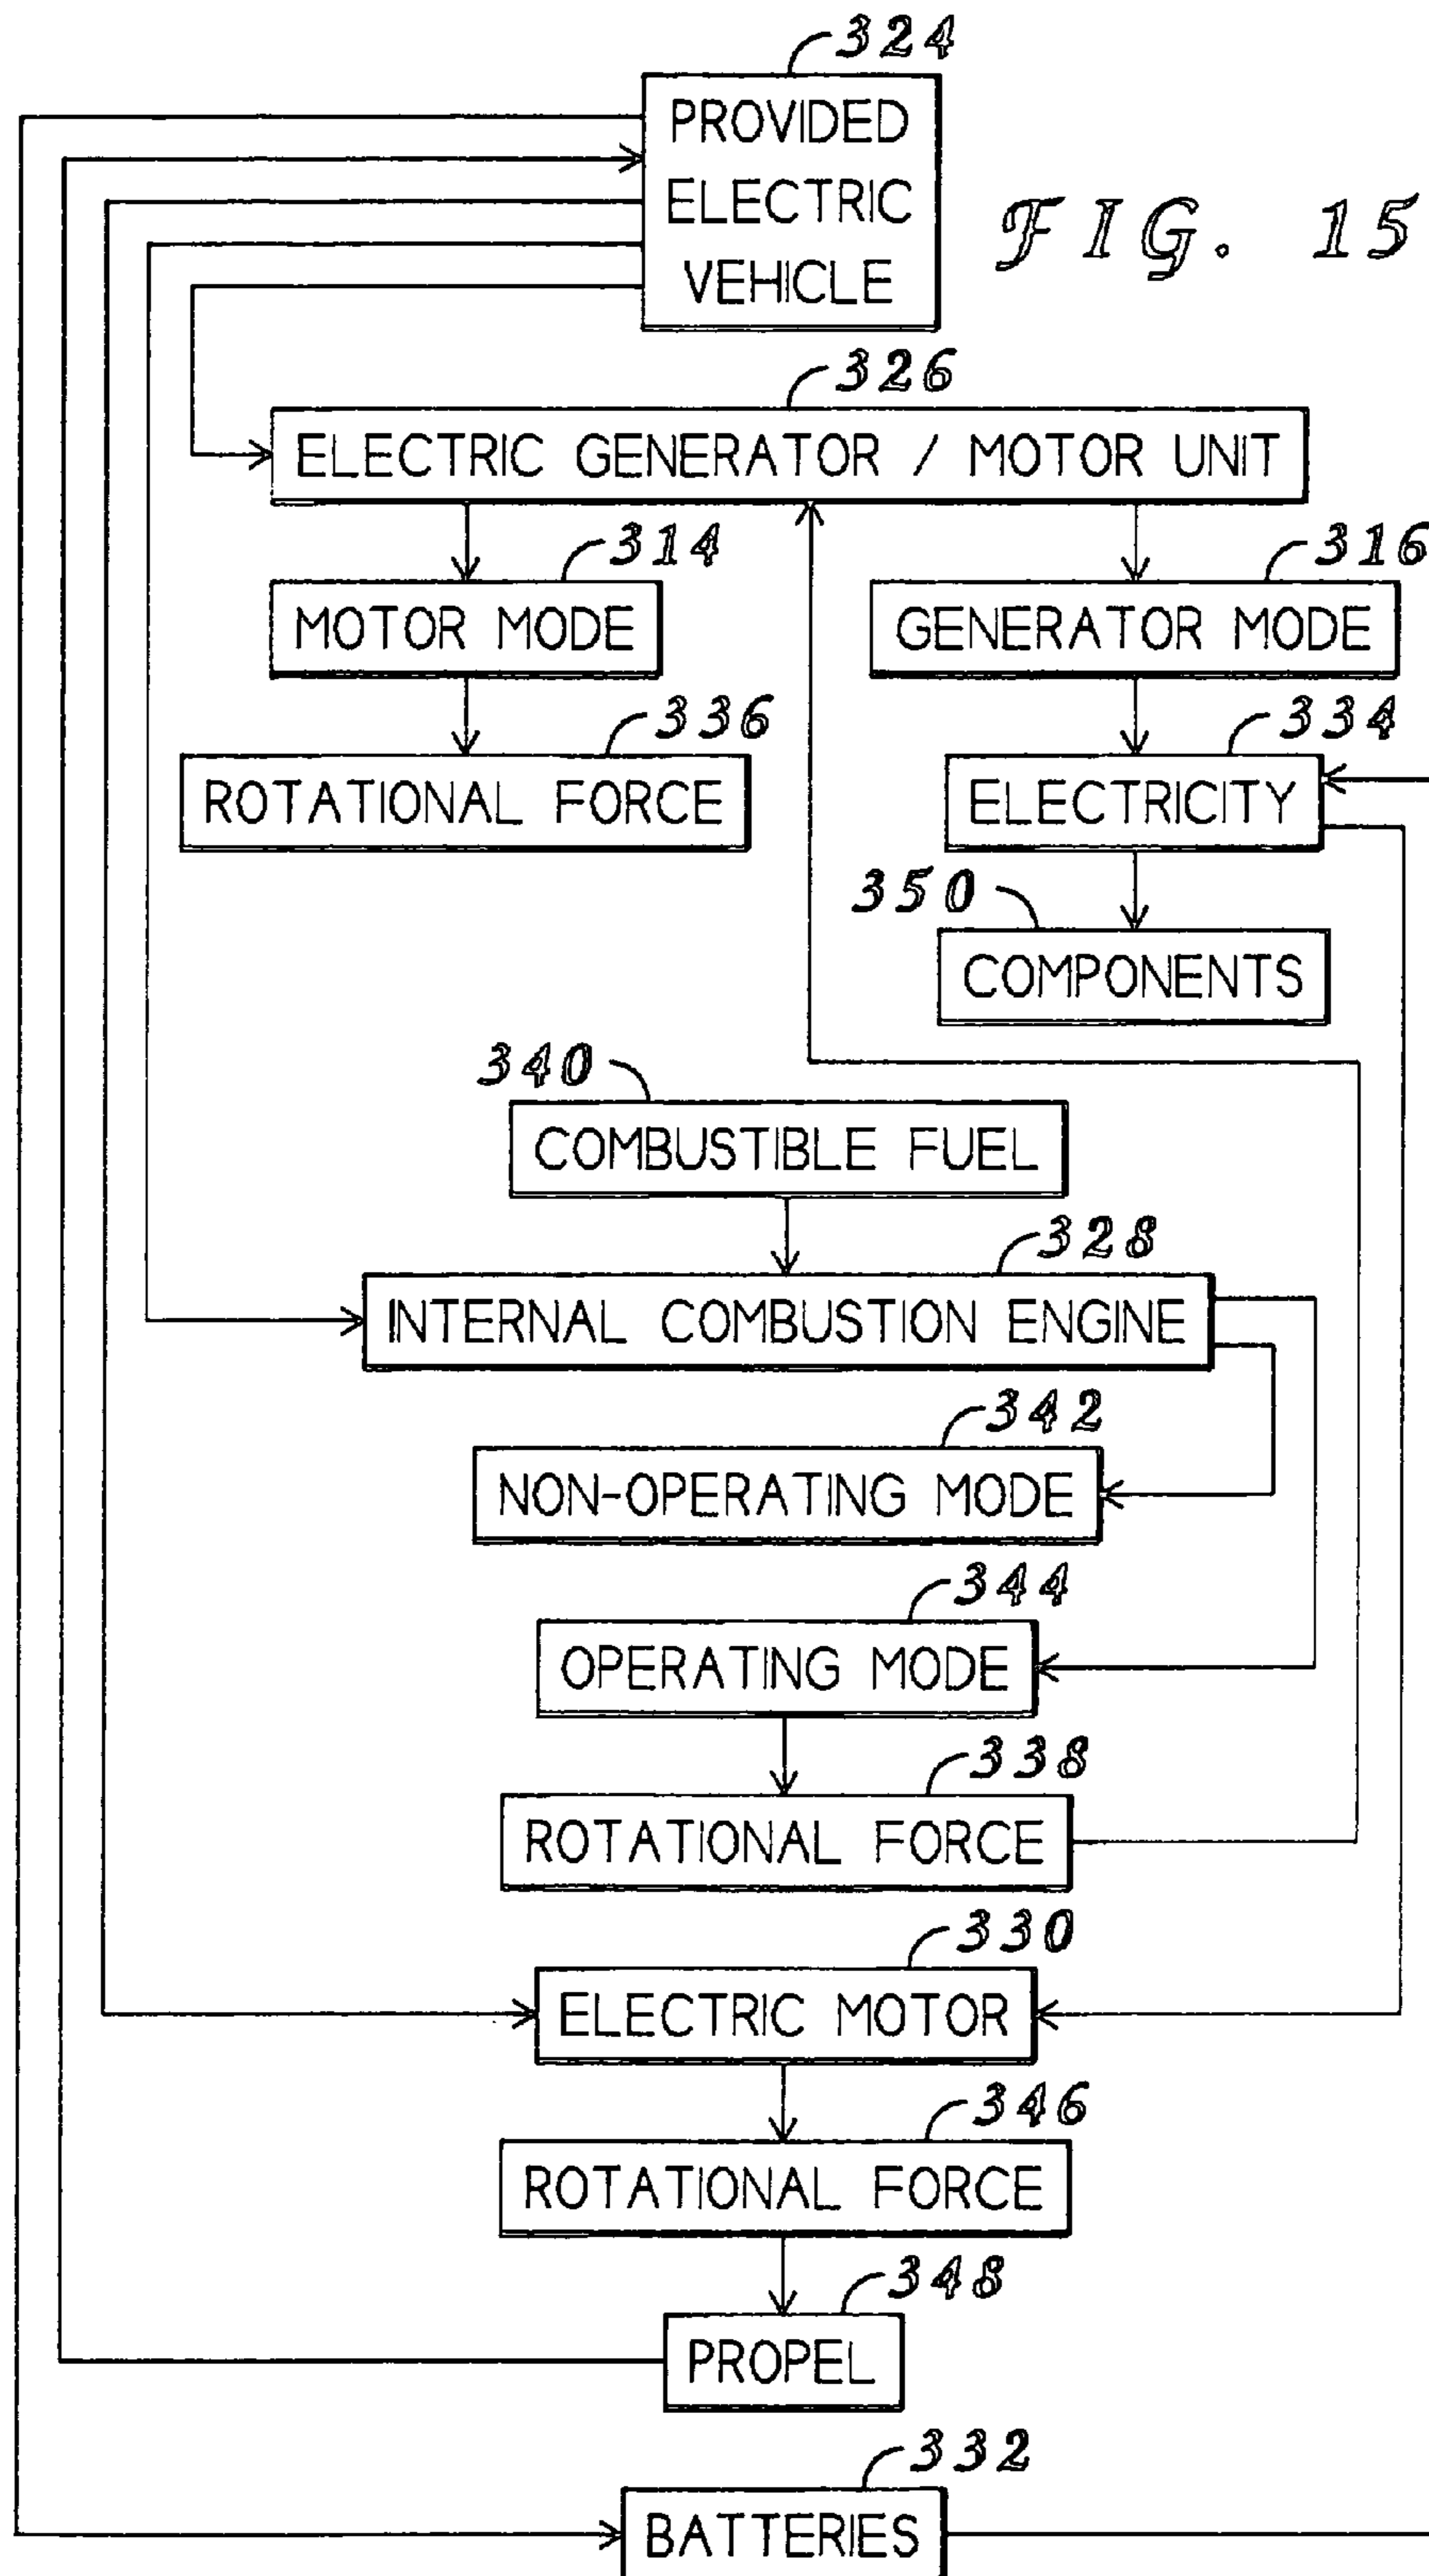 324
PROVIDED
ELECTRIC
VEHICLE
FIG. 15
326
ELECTRIC GENERATOR / MOTOR UNIT
314
MOTOR MODE
316
GENERATOR MODE
336
ROTATIONAL FORCE
334
ELECTRICITY
350
COMPONENTS
340
COMBUSTIBLE FUEL
328
INTERNAL COMBUSTION ENGINE
342
NON-OPERATING MODE
344
OPERATING MODE
338
ROTATIONAL FORCE
330
ELECTRIC MOTOR
346
ROTATIONAL FORCE
348
PROPEL
332
BATTERIES